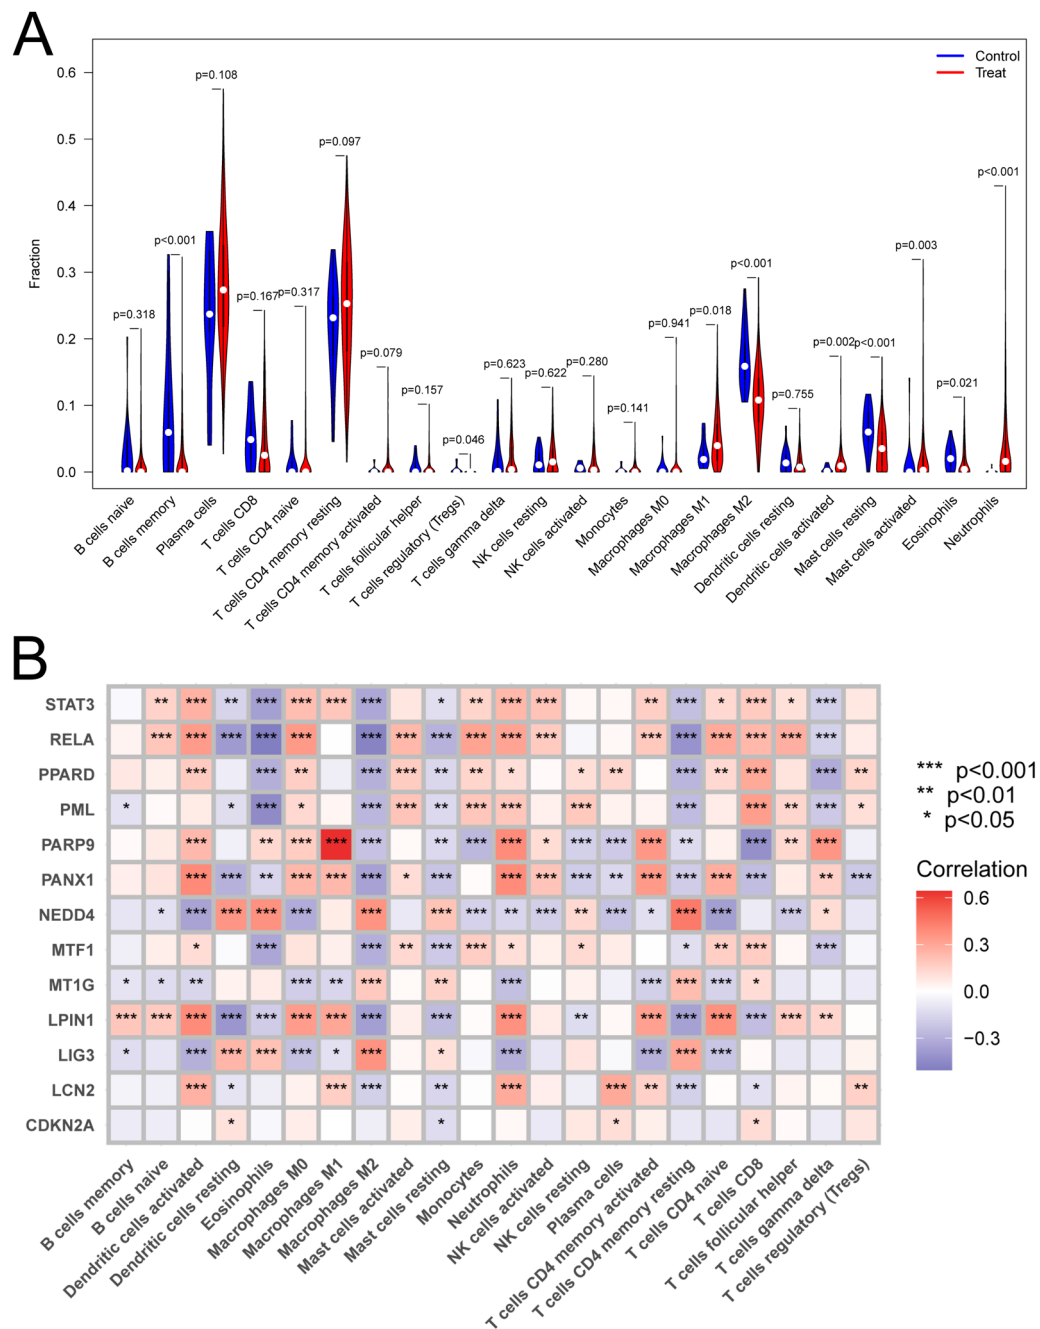 A
Control
Treat
Fraction
0.6
0.5
0.4
0.3
0.2
0.1
0.0
p=0.318
p<0.001
p=0.108
p=0.167
p=0.317
p=0.097
p=0.079
p=0.157
p=0.046
p=0.623
p=0.622
p=0.280
p=0.141
p=0.941
p=0.018
p<0.001
p=0.755
p=0.002
p<0.001
p=0.003
p=0.021
p<0.001
B cells naive
B cells memory
Plasma cells
T cells CD8
T cells CD4 naive
T cells CD4 memory resting
T cells CD4 memory activated
T cells follicular helper
T cells regulatory (Tregs)
T cells gamma delta
NK cells resting
NK cells activated
Monocytes
Macrophages M0
Macrophages M1
Macrophages M2
Dendritic cells resting
Dendritic cells activated
Mast cells resting
Mast cells activated
Eosinophils
Neutrophils
B
STAT3 ** *** ** *** *** *** *** * ** *** *** ** *** * *** * ***
RELA *** *** *** *** *** *** *** *** *** *** *** *** *** *** *** *** ***
PPARD *** *** ** *** *** ** ** * * ** *** ** *** *** **
PML * * *** * *** *** ** *** *** *** *** *** ** *** *
PARP9 *** ** *** *** *** ** *** *** * *** *** *** ** *** ** ***
PANX1 *** *** ** *** *** *** * *** *** *** *** ** *** *** *** *** ** ***
NEDD4 * *** *** *** *** *** *** *** ** *** ** *** * *** *** *** *
MTF1 * *** *** ** *** *** * * * ** *** ***
MT1G * * ** *** ** *** ** *** *** *** *** *
LPIN1 *** *** *** *** *** *** *** *** *** *** ** *** *** *** *** *** **
LIG3 * *** *** *** *** * *** * *** *** *** ***
LCN2 *** * *** *** ** *** *** ** *** * **
CDKN2A * * * *
*** p<0.001
** p<0.01
* p<0.05
Correlation
0.6
0.3
0.0
−0.3
B cells memory
B cells naive
Dendritic cells activated
Dendritic cells resting
Eosinophils
Macrophages M0
Macrophages M1
Macrophages M2
Mast cells activated
Mast cells resting
Monocytes
Neutrophils
NK cells activated
NK cells resting
Plasma cells
T cells CD4 memory activated
T cells CD4 memory resting
T cells CD4 naive
T cells CD8
T cells follicular helper
T cells gamma delta
T cells regulatory (Tregs)